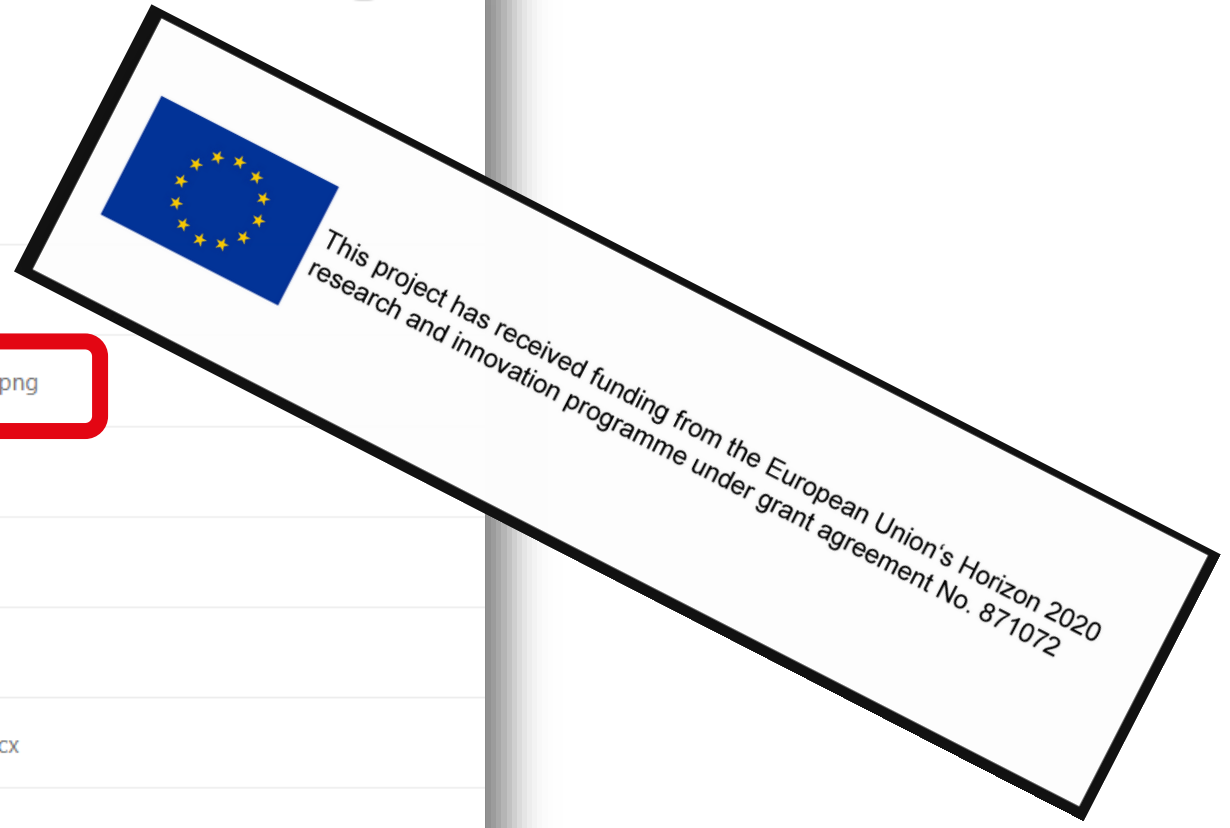 This project has received funding from the European Union‘s Horizon 2020
research and innovation programme under grant agreement No. 871072
png
cx